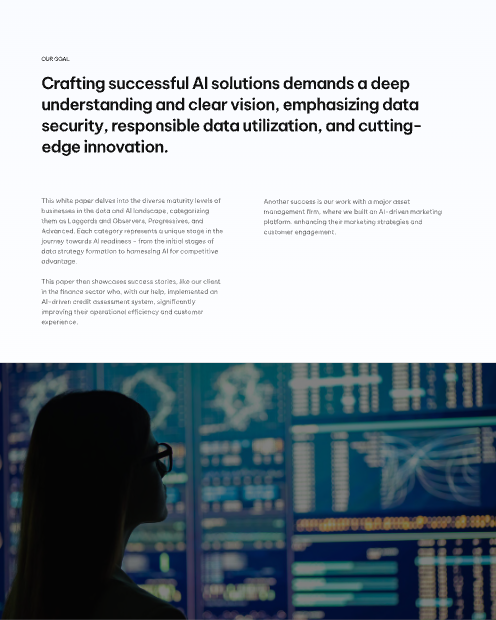 OUR GOAL
Crafting successful AI solutions demands a deep
understanding and clear vision, emphasizing data
security, responsible data utilization, and cutting-
edge innovation.
This white paper delves into the diverse maturity levels of
businesses in the data and AI landscape, categorizing
them as Laggards and Observers, Progressives, and
Advanced. Each category represents a unique stage in the
journey towards AI readiness - from the initial stages of
data strategy formation to harnessing AI for competitive
advantage.
This paper then showcases success stories, like our client
in the finance sector who, with our help, implemented an
AI-driven credit assessment system, significantly
improving their operational efficiency and customer
experience.
Another success is our work with a major asset
management firm, where we built an AI-driven marketing
platform, enhancing their marketing strategies and
customer engagement.